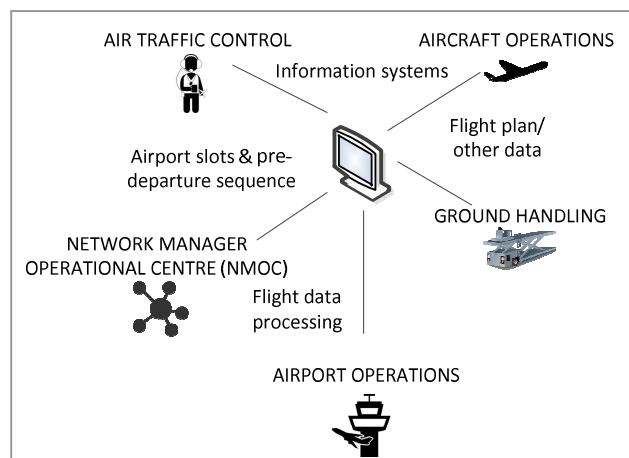 AIR TRAFFIC CONTROL
AIRCRAFT OPERATIONS
Information systems
Flight plan/
other data
Airport slots & pre-
departure sequence
GROUND HANDLING
NETWORK MANAGER
OPERATIONAL CENTRE (NMOC)
Flight data
processing
AIRPORT OPERATIONS